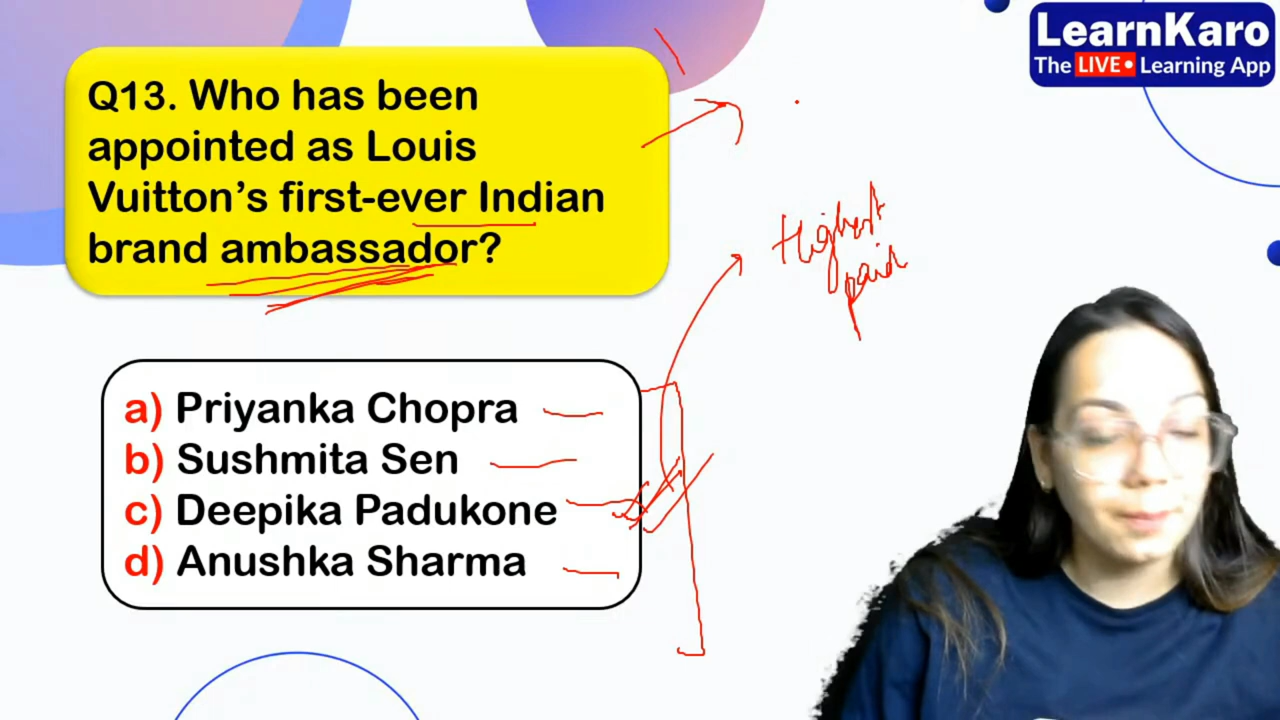 LearnKaro
The LIVE Learning App
Q13. Who has been
appointed as Louis
Vuitton's first-ever Indian
brand ambassador?
Highest
paid
a) Priyanka Chopra
b) Sushmita Sen
c) Deepika Padukone
d) Anushka Sharma